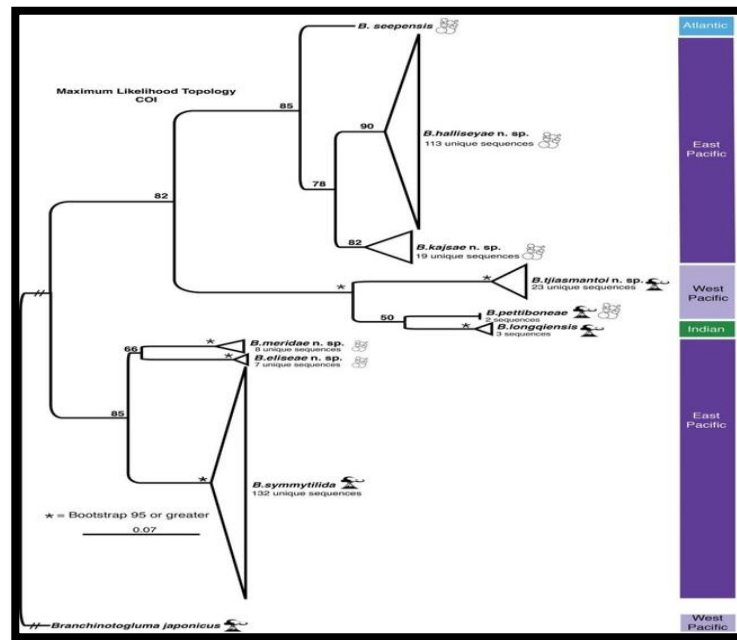 B. seepensis
Atlantic
Maximum Likelihood Topology
COI
85
90
B.halliseyae n. sp.
113 unique sequences
East
Pacific
78
82
82
B.kajsae n. sp.
19 unique sequences
*
*
B.tjiasmantoi n. sp.
23 unique sequences
West
Pacific
50
B.pettiboneae
2 sequences
*
B.longqiensis
3 sequences
Indian
66
*
B.meridae n. sp.
8 unique sequences
*
B.eliseae n. sp.
7 unique sequences
85
East
Pacific
*
B.symmytilida
132 unique sequences
* = Bootstrap 95 or greater
0.07
Branchinotogluma japonicus
West
Pacific